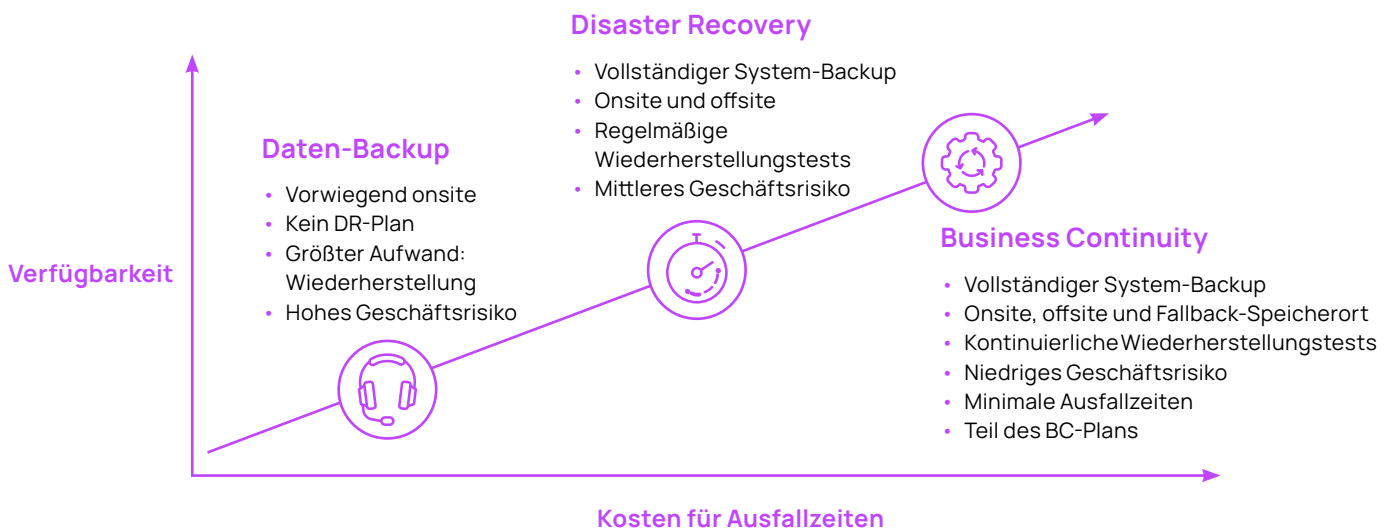 Disaster Recovery
• Vollständiger System-Backup
• Onsite und offsite
• Regelmäßige
Wiederherstellungstests
• Mittleres Geschäftsrisiko
Daten-Backup
• Vorwiegend onsite
• Kein DR-Plan
• Größter Aufwand:
Wiederherstellung
• Hohes Geschäftsrisiko
Business Continuity
• Vollständiger System-Backup
• Onsite, offsite und Fallback-Speicherort
• Kontinuierliche Wiederherstellungstests
• Niedriges Geschäftsrisiko
• Minimale Ausfallzeiten
• Teil des BC-Plans
Verfügbarkeit
Kosten für Ausfallzeiten